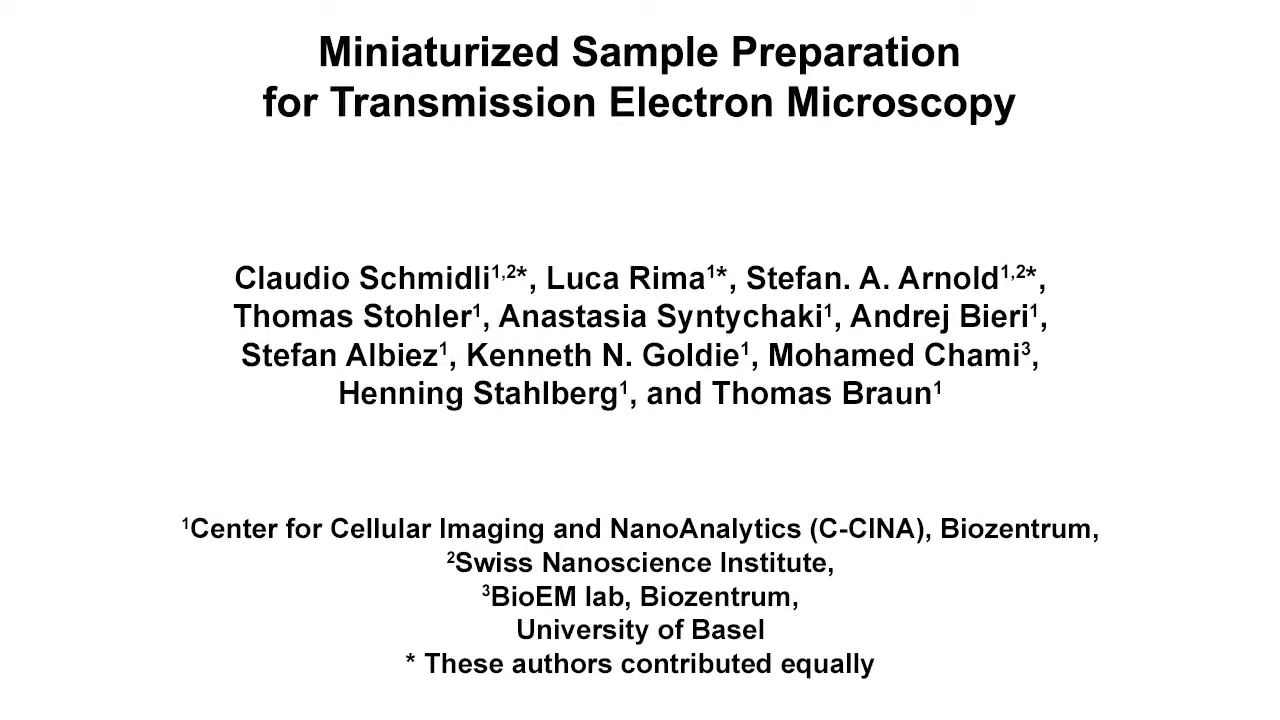 Miniaturized Sample Preparation
for Transmission Electron Microscopy
Claudio Schmidli1,2*, Luca Rima1*, Stefan. A. Arnold1,2*,
Thomas Stohler1, Anastasia Syntychaki1, Andrej Bieri1,
Stefan Albiez1, Kenneth N. Goldie1, Mohamed Chami3,
Henning Stahlberg1, and Thomas Braun1
1Center for Cellular Imaging and NanoAnalytics (C-CINA), Biozentrum,
2Swiss Nanoscience Institute,
3BioEM lab, Biozentrum,
University of Basel
* These authors contributed equally